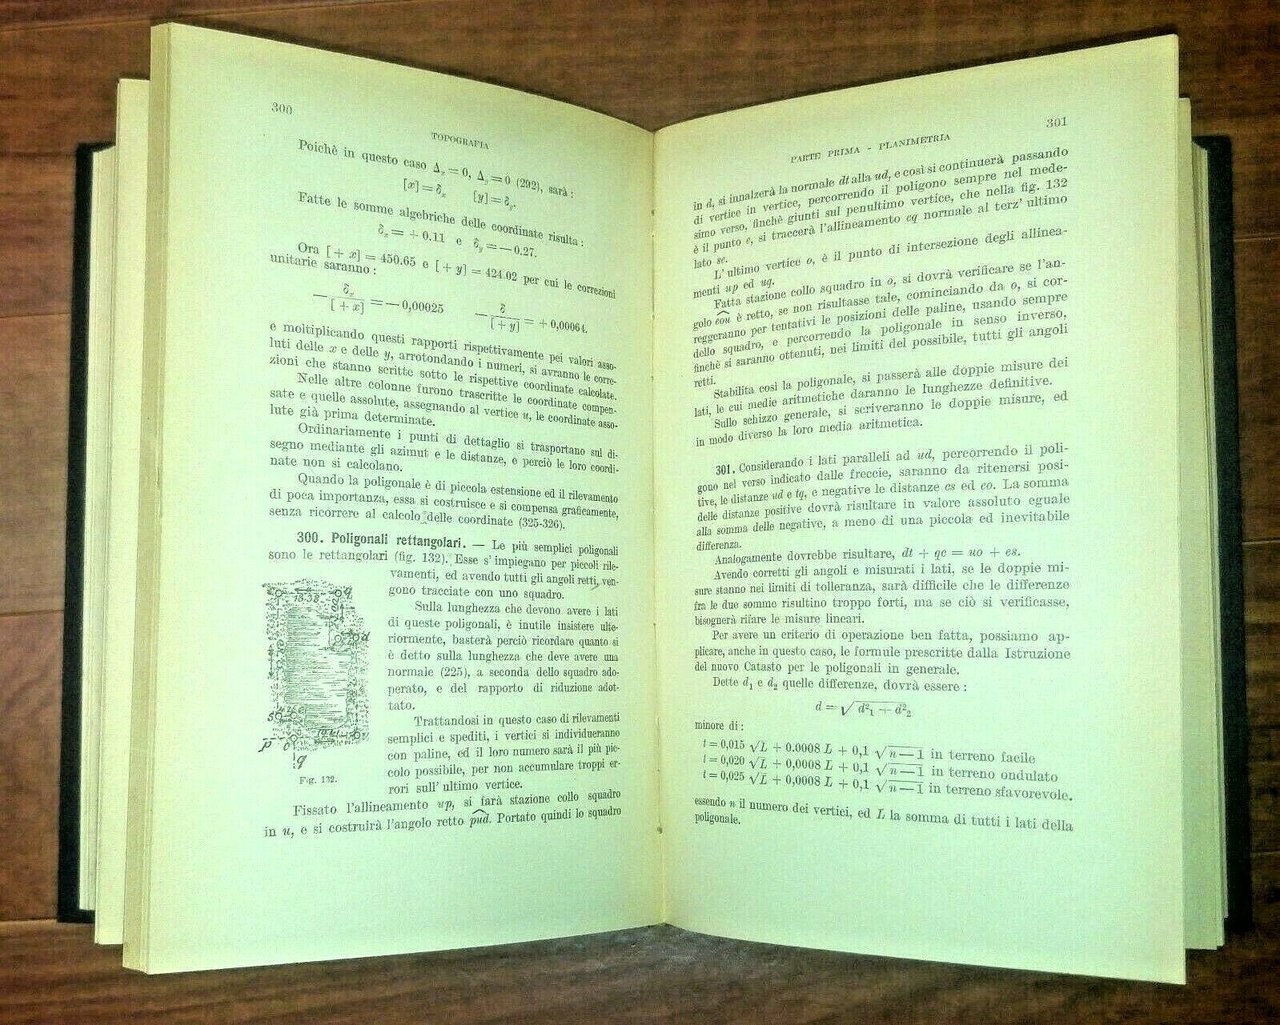 300
TOPOGRAFIA
Poichè in questo caso Δx = 0, Δy = 0 (292), sarà :
[x] = δx [y] = δy.
Fatte le somme algebriche delle coordinate risulta :
δx = + 0.11 e δy = — 0.27.
Ora [+ x] = 450.65 e [+ y] = 424.02 per cui le correzioni
unitarie saranno :
— δx / [+ x] = — 0,00025 — δ / [+ y] = + 0,00064.
e moltiplicando questi rapporti rispettivamente pei valori asso-
luti delle x e delle y, arrotondando i numeri, si avranno le corre-
zioni che stanno scritte sotto le rispettive coordinate calcolate.
Nelle altre colonne furono trascritte le coordinate compen-
sate e quelle assolute, assegnando al vertice u, le coordinate asso-
lute già prima determinate.
Ordinariamente i punti di dettaglio si trasportano sul di-
segno mediante gli azimut e le distanze, e perciò le loro coordi-
nate non si calcolano.
Quando la poligonale è di piccola estensione ed il rilevamento
di poca importanza, essa si costruisce e si compensa graficamente,
senza ricorrere al calcolo delle coordinate (325-326).
300. Poligonali rettangolari. — Le più semplici poligonali
sono le rettangolari (fig. 132). Esse s' impiegano per piccoli rile-
vamenti, ed avendo tutti gli angoli retti, ven-
gono tracciate con uno squadro.
Sulla lunghezza che devono avere i lati
di queste poligonali, è inutile insistere ulte-
riormente, basterà perciò ricordare quanto si
è detto sulla lunghezza che deve avere una
normale (225), a seconda dello squadro ado-
perato, e del rapporto di riduzione adot-
tato.
Trattandosi in questo caso di rilevamenti
semplici e spediti, i vertici si individueranno
con paline, ed il loro numero sarà il più pic-
colo possibile, per non accumulare troppi er-
rori sull' ultimo vertice.
18.38 q
d
S
p o
q
Fig. 132.
Fissato l'allineamento up, si farà stazione collo squadro
in u, e si costruirà l'angolo retto pud. Portato quindi lo squadro
PARTE PRIMA - PLANIMETRIA
301
in d, si innalzerà la normale dt alla ud, e così si continuerà passando
di vertice in vertice, percorrendo il poligono sempre nel mede-
simo verso, finchè giunti sul penultimo vertice, che nella fig. 132
è il punto e, si traccerà l'allineamento eq normale al terz' ultimo
lato se.
L' ultimo vertice o, è il punto di intersezione degli allinea-
menti up ed uq.
Fatta stazione collo squadro in o, si dovrà verificare se l'an-
golo eou è retto, se non risultasse tale, cominciando da o, si cor-
reggeranno per tentativi le posizioni delle paline, usando sempre
dello squadro, e percorrendo la poligonale in senso inverso,
finchè si saranno ottenuti, nei limiti del possibile, tutti gli angoli
retti.
Stabilita così la poligonale, si passerà alle doppie misure dei
lati, le cui medie aritmetiche daranno le lunghezze definitive.
Sullo schizzo generale, si scriveranno le doppie misure, ed
in modo diverso la loro media aritmetica.
301. Considerando i lati paralleli ad ud, percorrendo il poli-
gono nel verso indicato dalle freccie, saranno da ritenersi posi-
tive, le distanze ud e tq, e negative le distanze es ed eo. La somma
delle distanze positive dovrà risultare in valore assoluto eguale
alla somma delle negative, a meno di una piccola ed inevitabile
differenza.
Analogamente dovrebbe risultare, dt + qc = uo + es.
Avendo corretti gli angoli e misurati i lati, se le doppie mi-
sure stanno nei limiti di tolleranza, sarà difficile che le differenze
fra le due somme risultino troppo forti, ma se ciò si verificasse,
bisognerà rifare le misure lineari.
Per avere un criterio di operazione ben fatta, possiamo ap-
plicare, anche in questo caso, le formule prescritte dalla Istruzione
del nuovo Catasto per le poligonali in generale.
Dette d1 e d2 quelle differenze, dovrà essere :
d = √ d²1 + d²2
minore di :
t = 0,015 √L + 0.0008 L + 0,1 √n — 1 in terreno facile
t = 0,020 √L + 0,0008 L + 0,1 √n — 1 in terreno ondulato
t = 0,025 √L + 0,0008 L + 0,1 √n — 1 in terreno sfavorevole.
essendo n il numero dei vertici, ed L la somma di tutti i lati della
poligonale.